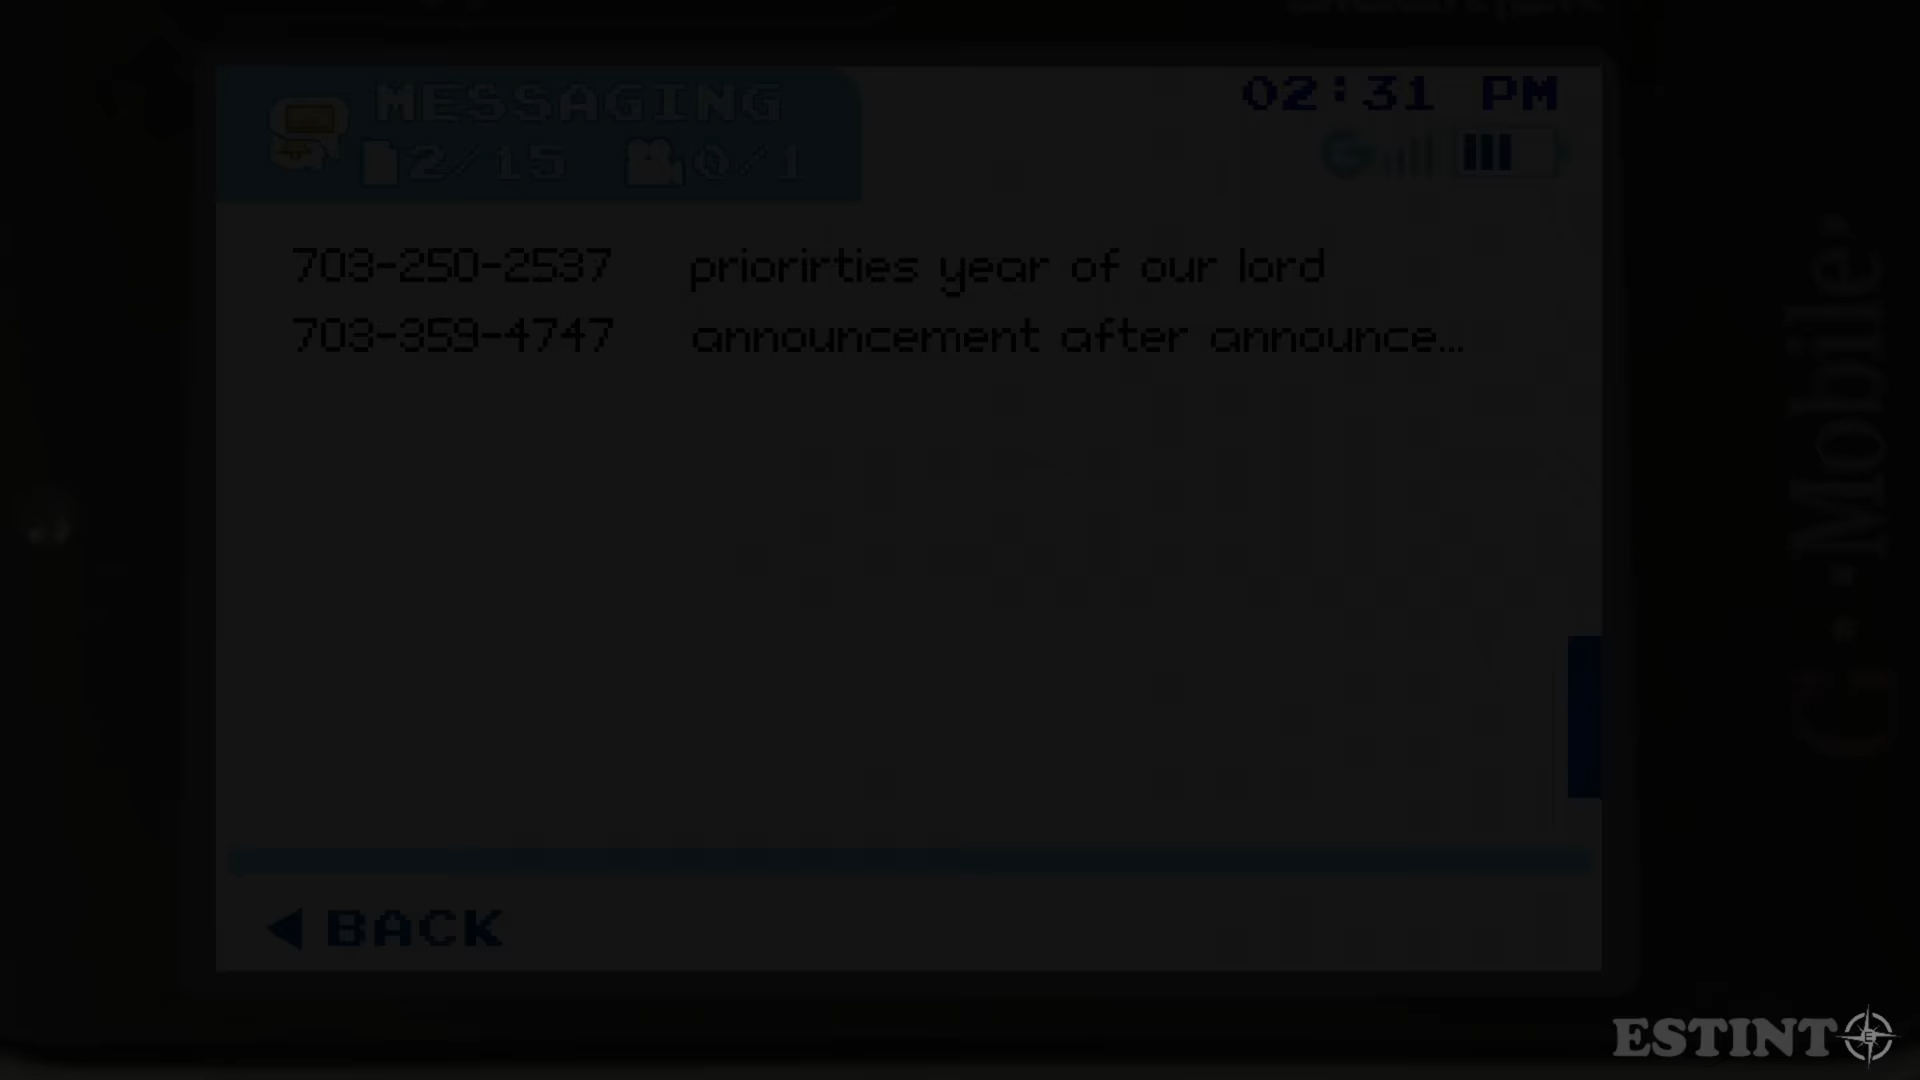 MESSAGING
02:31 PM
2/15 0/1
G
703-250-2537 priorirties year of our lord
703-359-4747 announcement after announce...
BACK
G··Mobile·
ESTINT